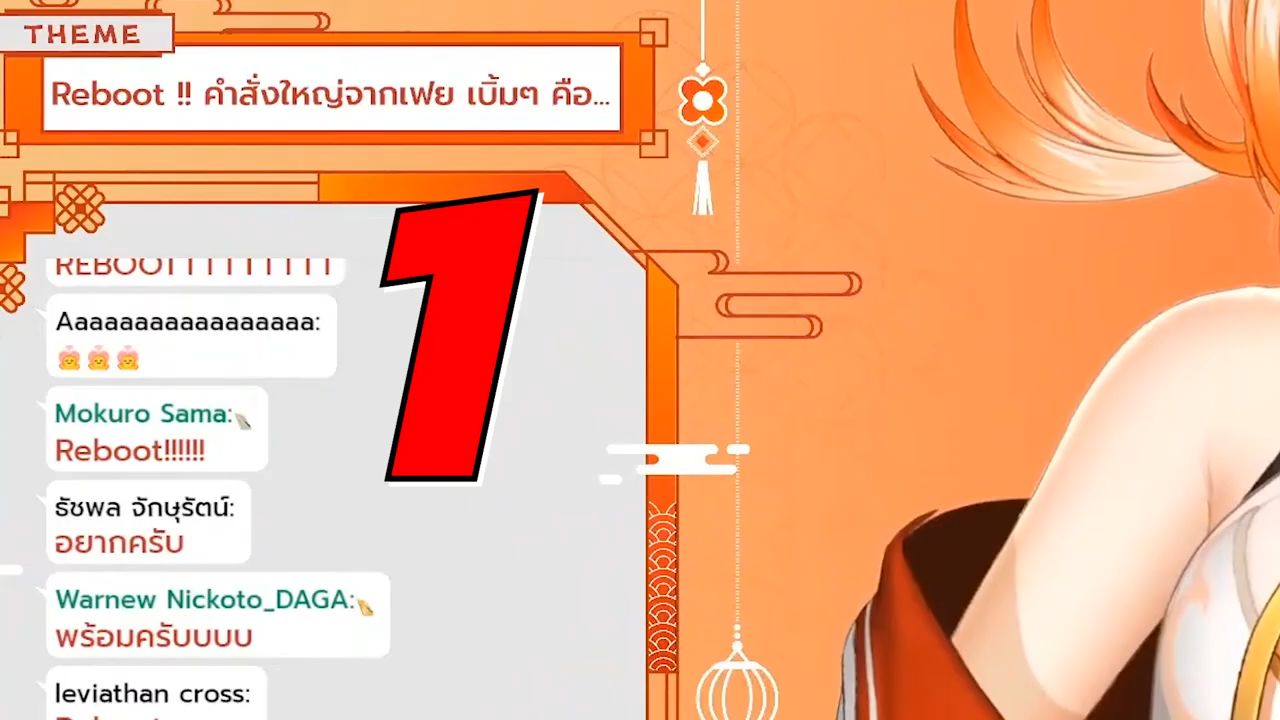 THEME
Reboot !! คำสั่งใหญ่จากเฟย เบิ้มๆ คือ...
1
Aaaaaaaaaaaaaaaaa:
Mokuro Sama:
Reboot!!!!!!
ธัชพล จักษุรัตน์:
อยากครับ
Warnew Nickoto_DAGA:
พร้อมครับบบบ
leviathan cross: